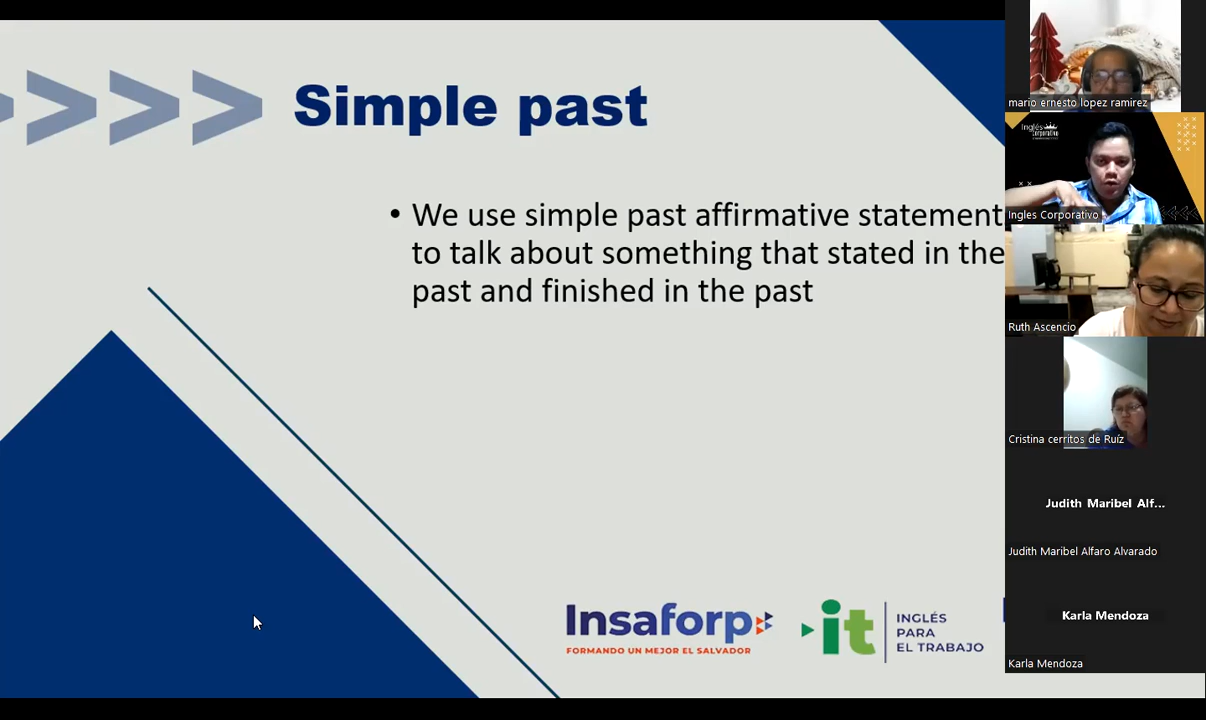 Simple past
• We use simple past affirmative statement
to talk about something that stated in the
past and finished in the past
Insaforp
FORMANDO UN MEJOR EL SALVADOR
it
INGLÉS
PARA
EL TRABAJO
mario ernesto lopez ramirez
Inglés
Corporativo
Ingles Corporativo
Ruth Ascencio
Cristina cerritos de Ruíz
Judith Maribel Alf...
Judith Maribel Alfaro Alvarado
Karla Mendoza
Karla Mendoza